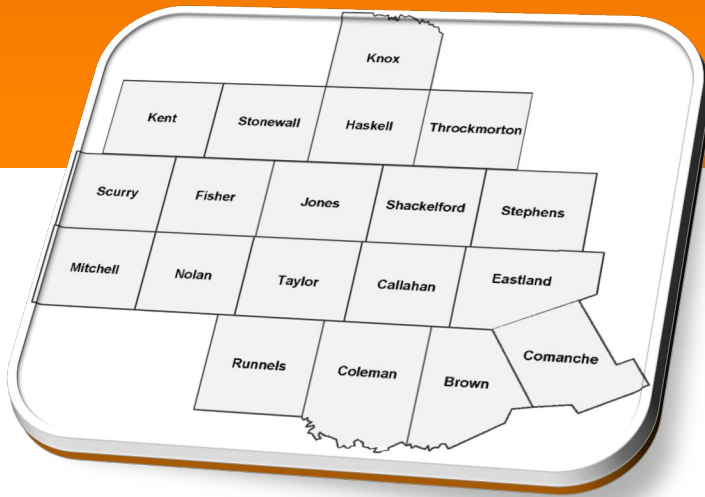 Knox
Kent Stonewall Haskell Throckmorton
Scurry Fisher Jones Shackelford Stephens
Mitchell Nolan Taylor Callahan Eastland
Runnels Coleman Brown Comanche